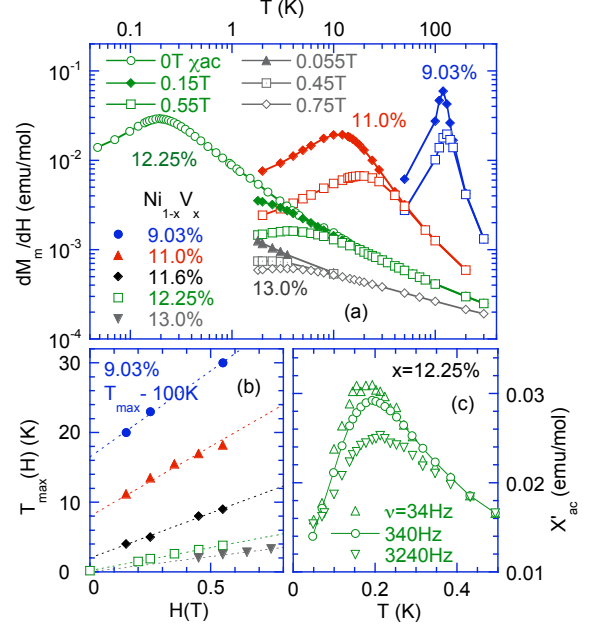 T (K)
0.1 1 10 100
10⁻¹
10⁻²
10⁻³
10⁻⁴
dMₘ/dH (emu/mol)
0T χac
0.15T
0.55T
0.055T
0.45T
0.75T
9.03%
11.0%
12.25%
13.0%
Ni₁₋ₓVₓ
9.03%
11.0%
11.6%
12.25%
13.0%
(a)
30
20
10
0
T_max(H) (K)
9.03%
T_max - 100K
(b)
0 0.5
H(T)
x=12.25%
(c)
0.03
0.02
0.01
X'_ac (emu/mol)
ν=34Hz
340Hz
3240Hz
0 0.2 0.4
T (K)